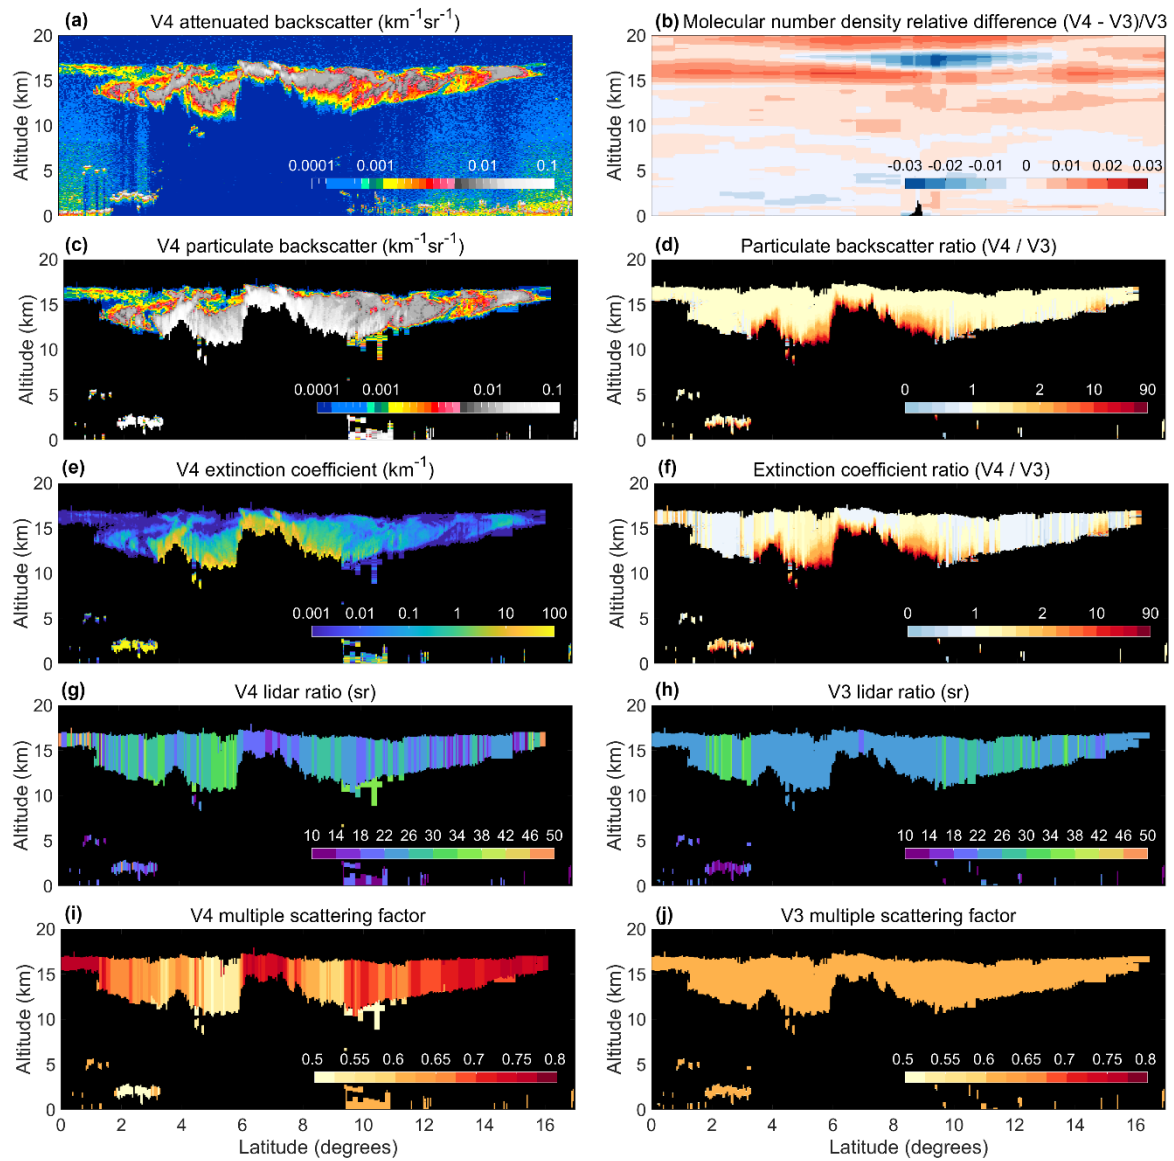 (a) V4 attenuated backscatter (km⁻¹sr⁻¹)
(b) Molecular number density relative difference (V4 - V3)/V3
20
15
10
5
0
Altitude (km)
0.0001 0.001 0.01 0.1
20
15
10
5
0
Altitude (km)
-0.03 -0.02 -0.01 0 0.01 0.02 0.03
(c) V4 particulate backscatter (km⁻¹sr⁻¹)
(d) Particulate backscatter ratio (V4 / V3)
20
15
10
5
0
Altitude (km)
0.0001 0.001 0.01 0.1
20
15
10
5
0
Altitude (km)
0 1 2 10 90
(e) V4 extinction coefficient (km⁻¹)
(f) Extinction coefficient ratio (V4 / V3)
20
15
10
5
0
Altitude (km)
0.001 0.01 0.1 1 10 100
20
15
10
5
0
Altitude (km)
0 1 2 10 90
(g) V4 lidar ratio (sr)
(h) V3 lidar ratio (sr)
20
15
10
5
0
Altitude (km)
10 14 18 22 26 30 34 38 42 46 50
20
15
10
5
0
Altitude (km)
10 14 18 22 26 30 34 38 42 46 50
(i) V4 multiple scattering factor
(j) V3 multiple scattering factor
20
15
10
5
0
Altitude (km)
0.5 0.55 0.6 0.65 0.7 0.75 0.8
0 2 4 6 8 10 12 14 16
Latitude (degrees)
20
15
10
5
0
Altitude (km)
0.5 0.55 0.6 0.65 0.7 0.75 0.8
0 2 4 6 8 10 12 14 16
Latitude (degrees)